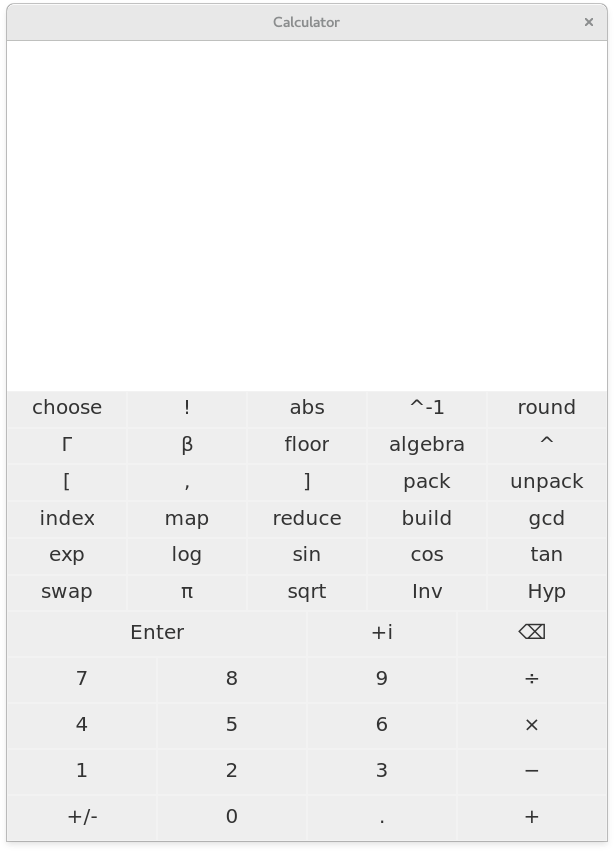 Calculator ×
choose ! abs ^-1 round
Γ β floor algebra ^
[ , ] pack unpack
index map reduce build gcd
exp log sin cos tan
swap π sqrt Inv Hyp
Enter +i ⌫
7 8 9 ÷
4 5 6 ×
1 2 3 −
+/- 0 . +